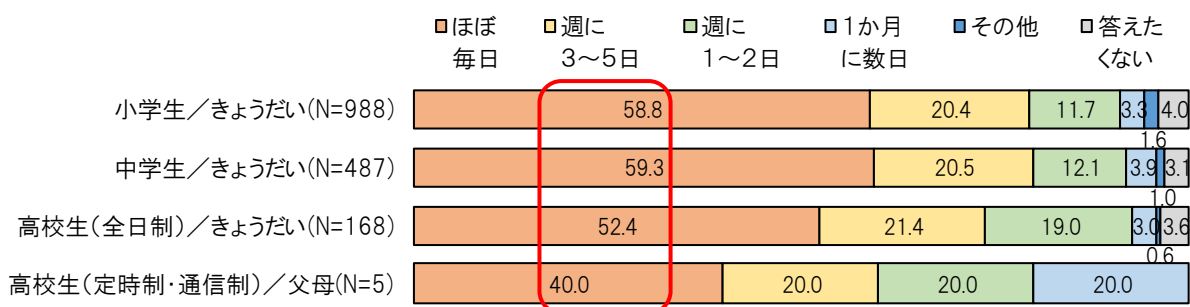 ほぼ 週に 週に 1か月 その他 答えた
毎日 3～5日 1～2日 に数日 くない
小学生／きょうだい(N=988) 58.8 20.4 11.7 3.3 1.6 4.0
中学生／きょうだい(N=487) 59.3 20.5 12.1 3.9 1.0 3.1
高校生(全日制)／きょうだい(N=168) 52.4 21.4 19.0 3.0 0.6 3.6
高校生(定時制・通信制)／父母(N=5) 40.0 20.0 20.0 20.0